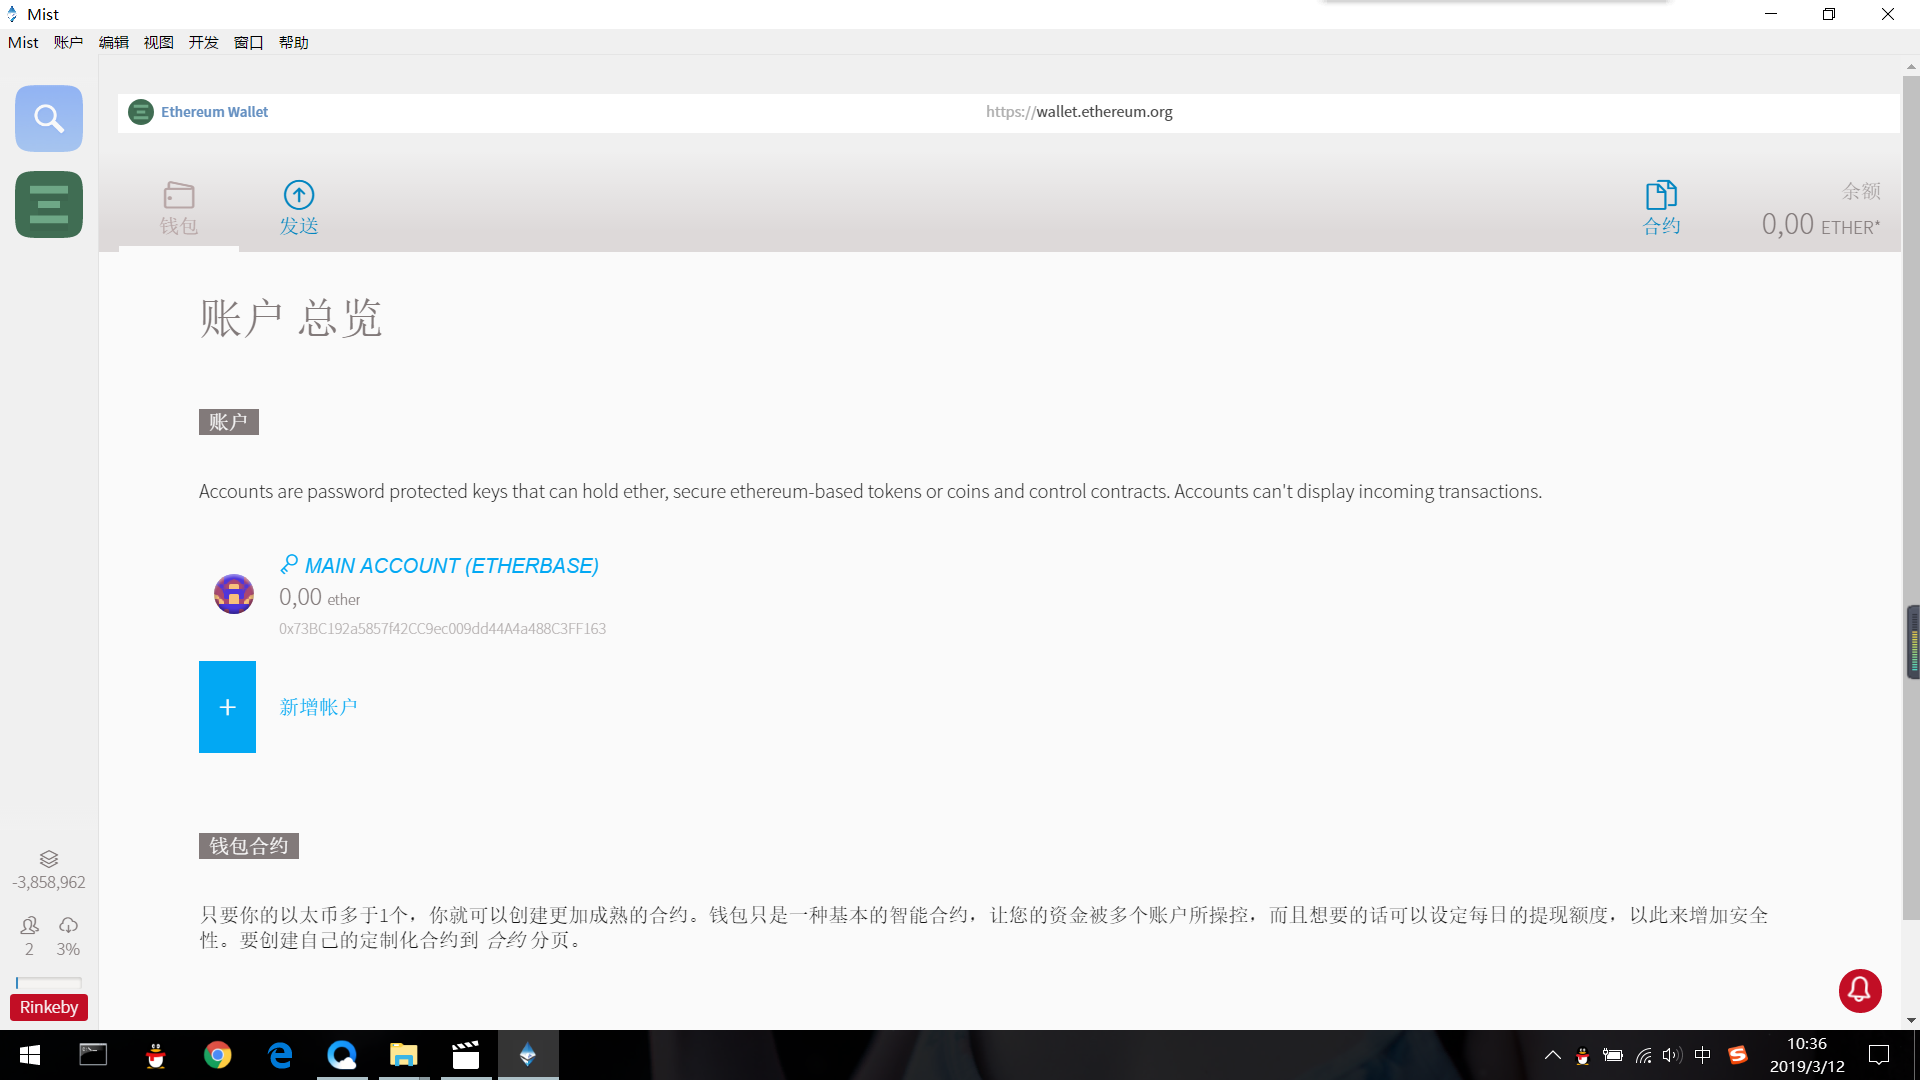 Mist
Mist 账户 编辑 视图 开发 窗口 帮助
Ethereum Wallet https://wallet.ethereum.org
钱包 发送 合约 余额
0,00 ETHER*
账户 总览
账户
Accounts are password protected keys that can hold ether, secure ethereum-based tokens or coins and control contracts. Accounts can't display incoming transactions.
MAIN ACCOUNT (ETHERBASE)
0,00 ether
0x73BC192a5857f42CC9ec009dd44A4a488C3FF163
+ 新增帐户
钱包合约
只要你的以太币多于1个，你就可以创建更加成熟的合约。钱包只是一种基本的智能合约，让您的资金被多个账户所操控，而且想要的话可以设定每日的提现额度，以此来增加安全
性。要创建自己的定制化合约到 合约 分页。
-3,858,962
2 3%
Rinkeby
中
10:36
2019/3/12